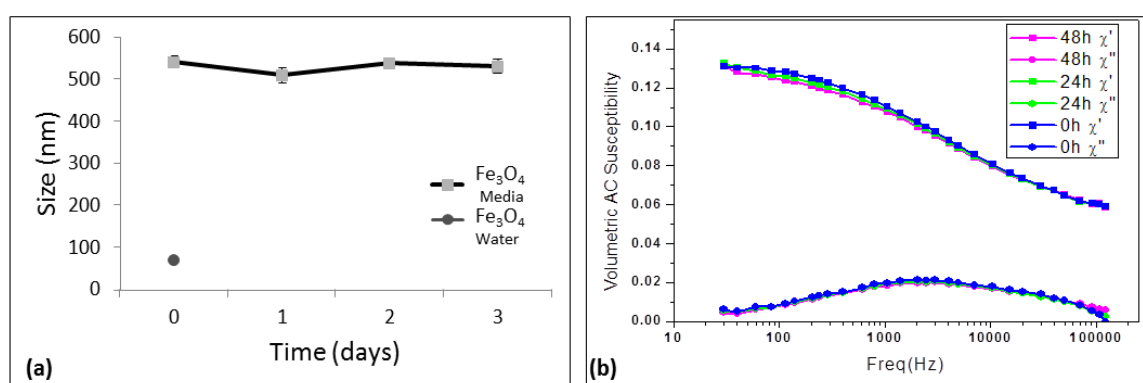 600
500
400
300
200
100
0
Size (nm)
0 1 2 3
Time (days)
Fe₃O₄
Media
Fe₃O₄
Water
(a)
0.14
0.12
0.10
0.08
0.06
0.04
0.02
0.00
Volumetric AC Susceptibility
10 100 1000 10000 100000
Freq(Hz)
48h χ'
48h χ"
24h χ'
24h χ"
0h χ'
0h χ"
(b)